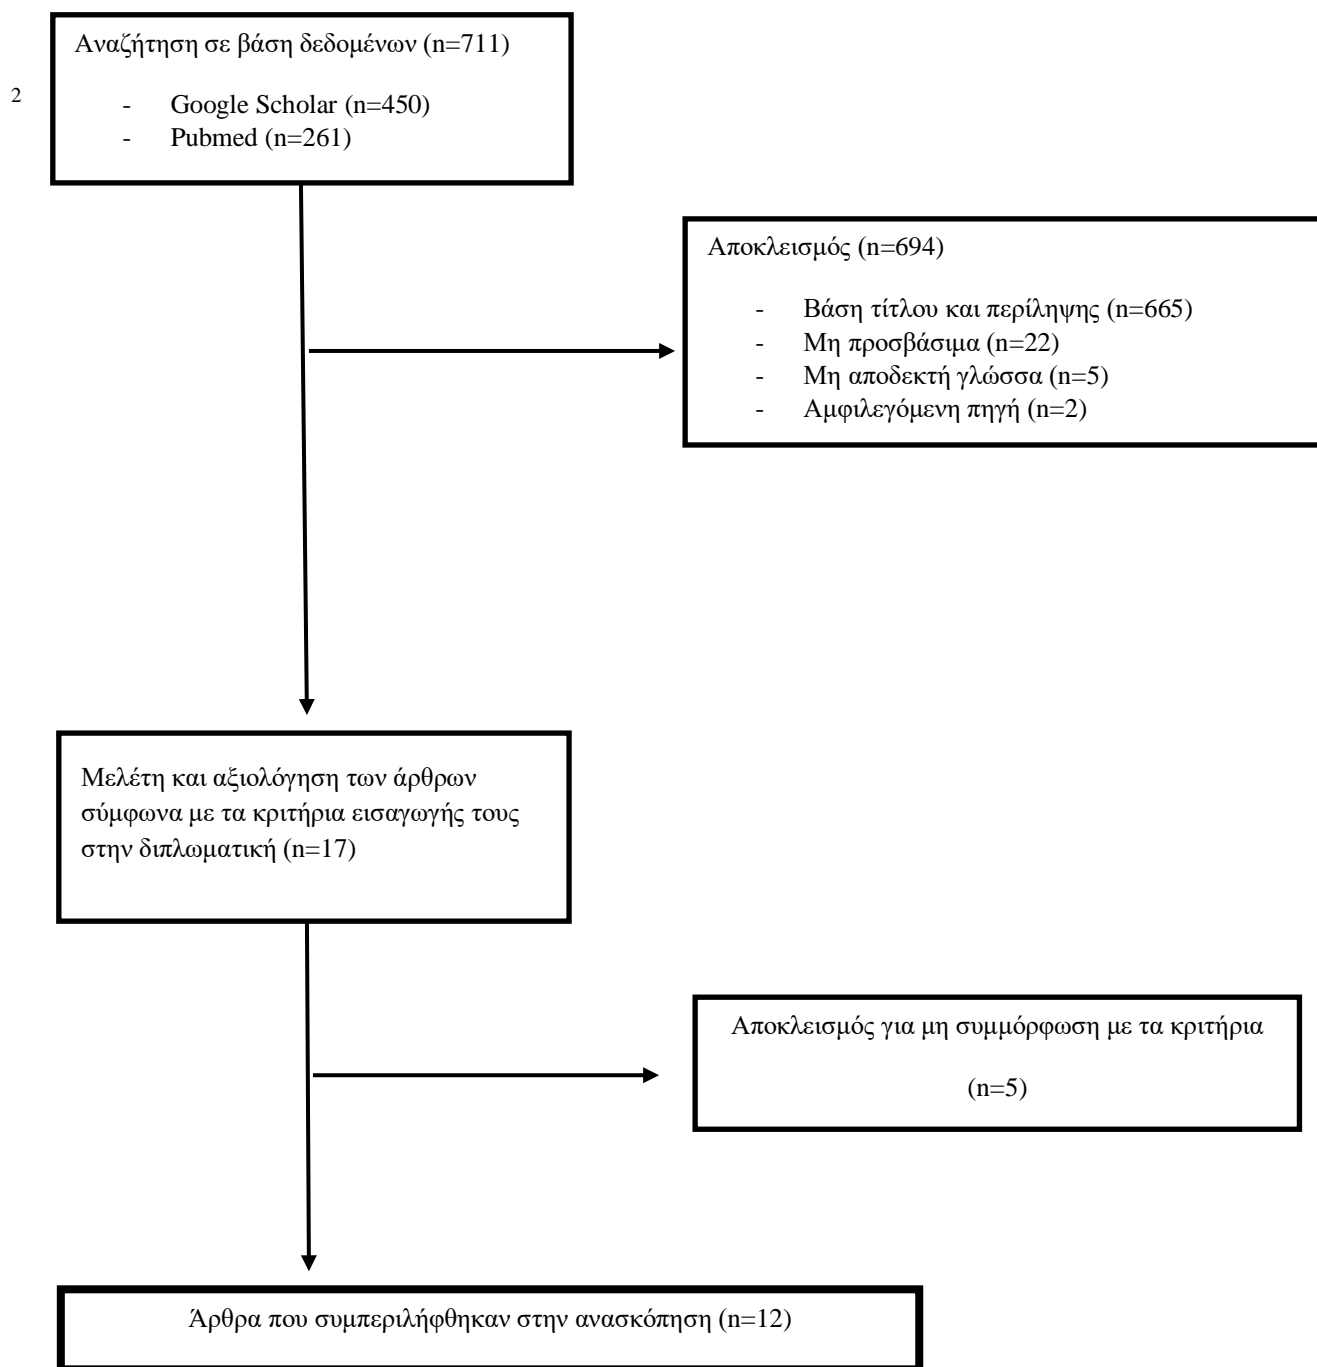 Αναζήτηση σε βάση δεδομένων (n=711)
2
- Google Scholar (n=450)
- Pubmed (n=261)
Αποκλεισμός (n=694)
- Βάση τίτλου και περίληψης (n=665)
- Μη προσβάσιμα (n=22)
- Μη αποδεκτή γλώσσα (n=5)
- Αμφιλεγόμενη πηγή (n=2)
Μελέτη και αξιολόγηση των άρθρων
σύμφωνα με τα κριτήρια εισαγωγής τους
στην διπλωματική (n=17)
Αποκλεισμός για μη συμμόρφωση με τα κριτήρια
(n=5)
Άρθρα που συμπεριλήφθηκαν στην ανασκόπηση (n=12)